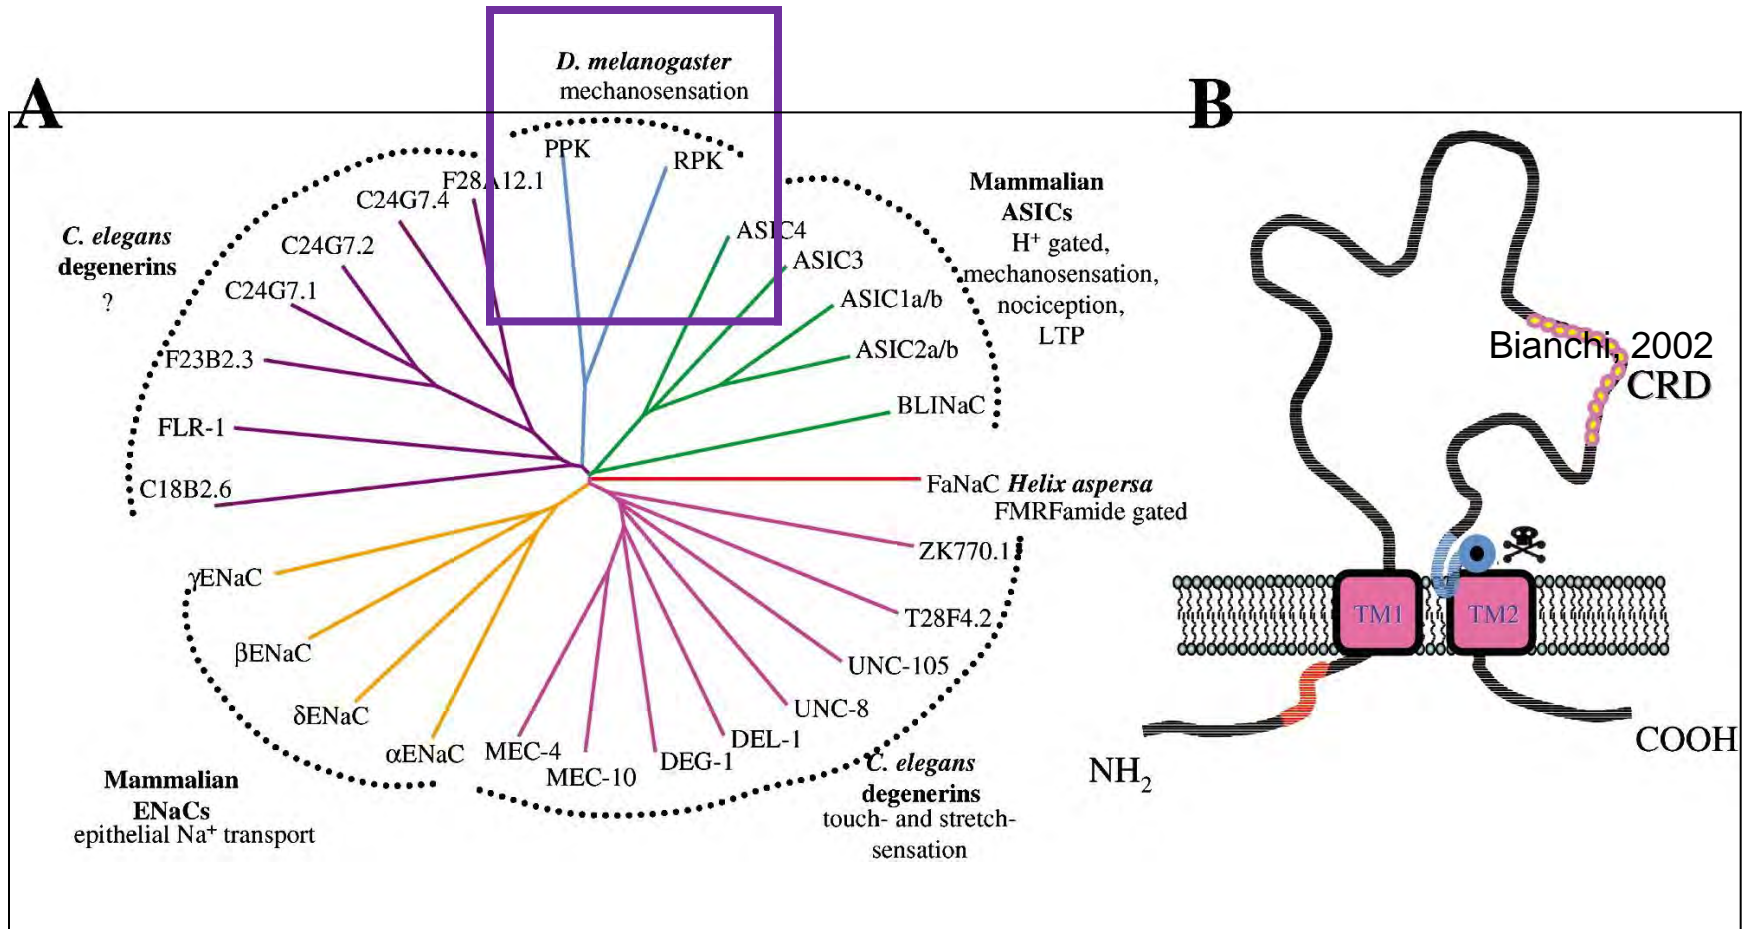 A
D. melanogaster
mechanosensation
PPK
RPK
F28A12.1
C24G7.4
C24G7.2
C24G7.1
F23B2.3
FLR-1
C18B2.6
C. elegans
degenerins
?
Mammalian
ASICs
H+ gated,
mechanosensation,
nociception,
LTP
ASIC4
ASIC3
ASIC1a/b
ASIC2a/b
BLINaC
FaNaC Helix aspersa
FMRFamide gated
ZK770.1
T28F4.2
UNC-105
UNC-8
DEL-1
DEG-1
MEC-10
MEC-4
C. elegans
degenerins
touch- and stretch-
sensation
γENaC
βENaC
δENaC
αENaC
Mammalian
ENaCs
epithelial Na+ transport
B
Bianchi, 2002
CRD
TM1
TM2
NH2
COOH